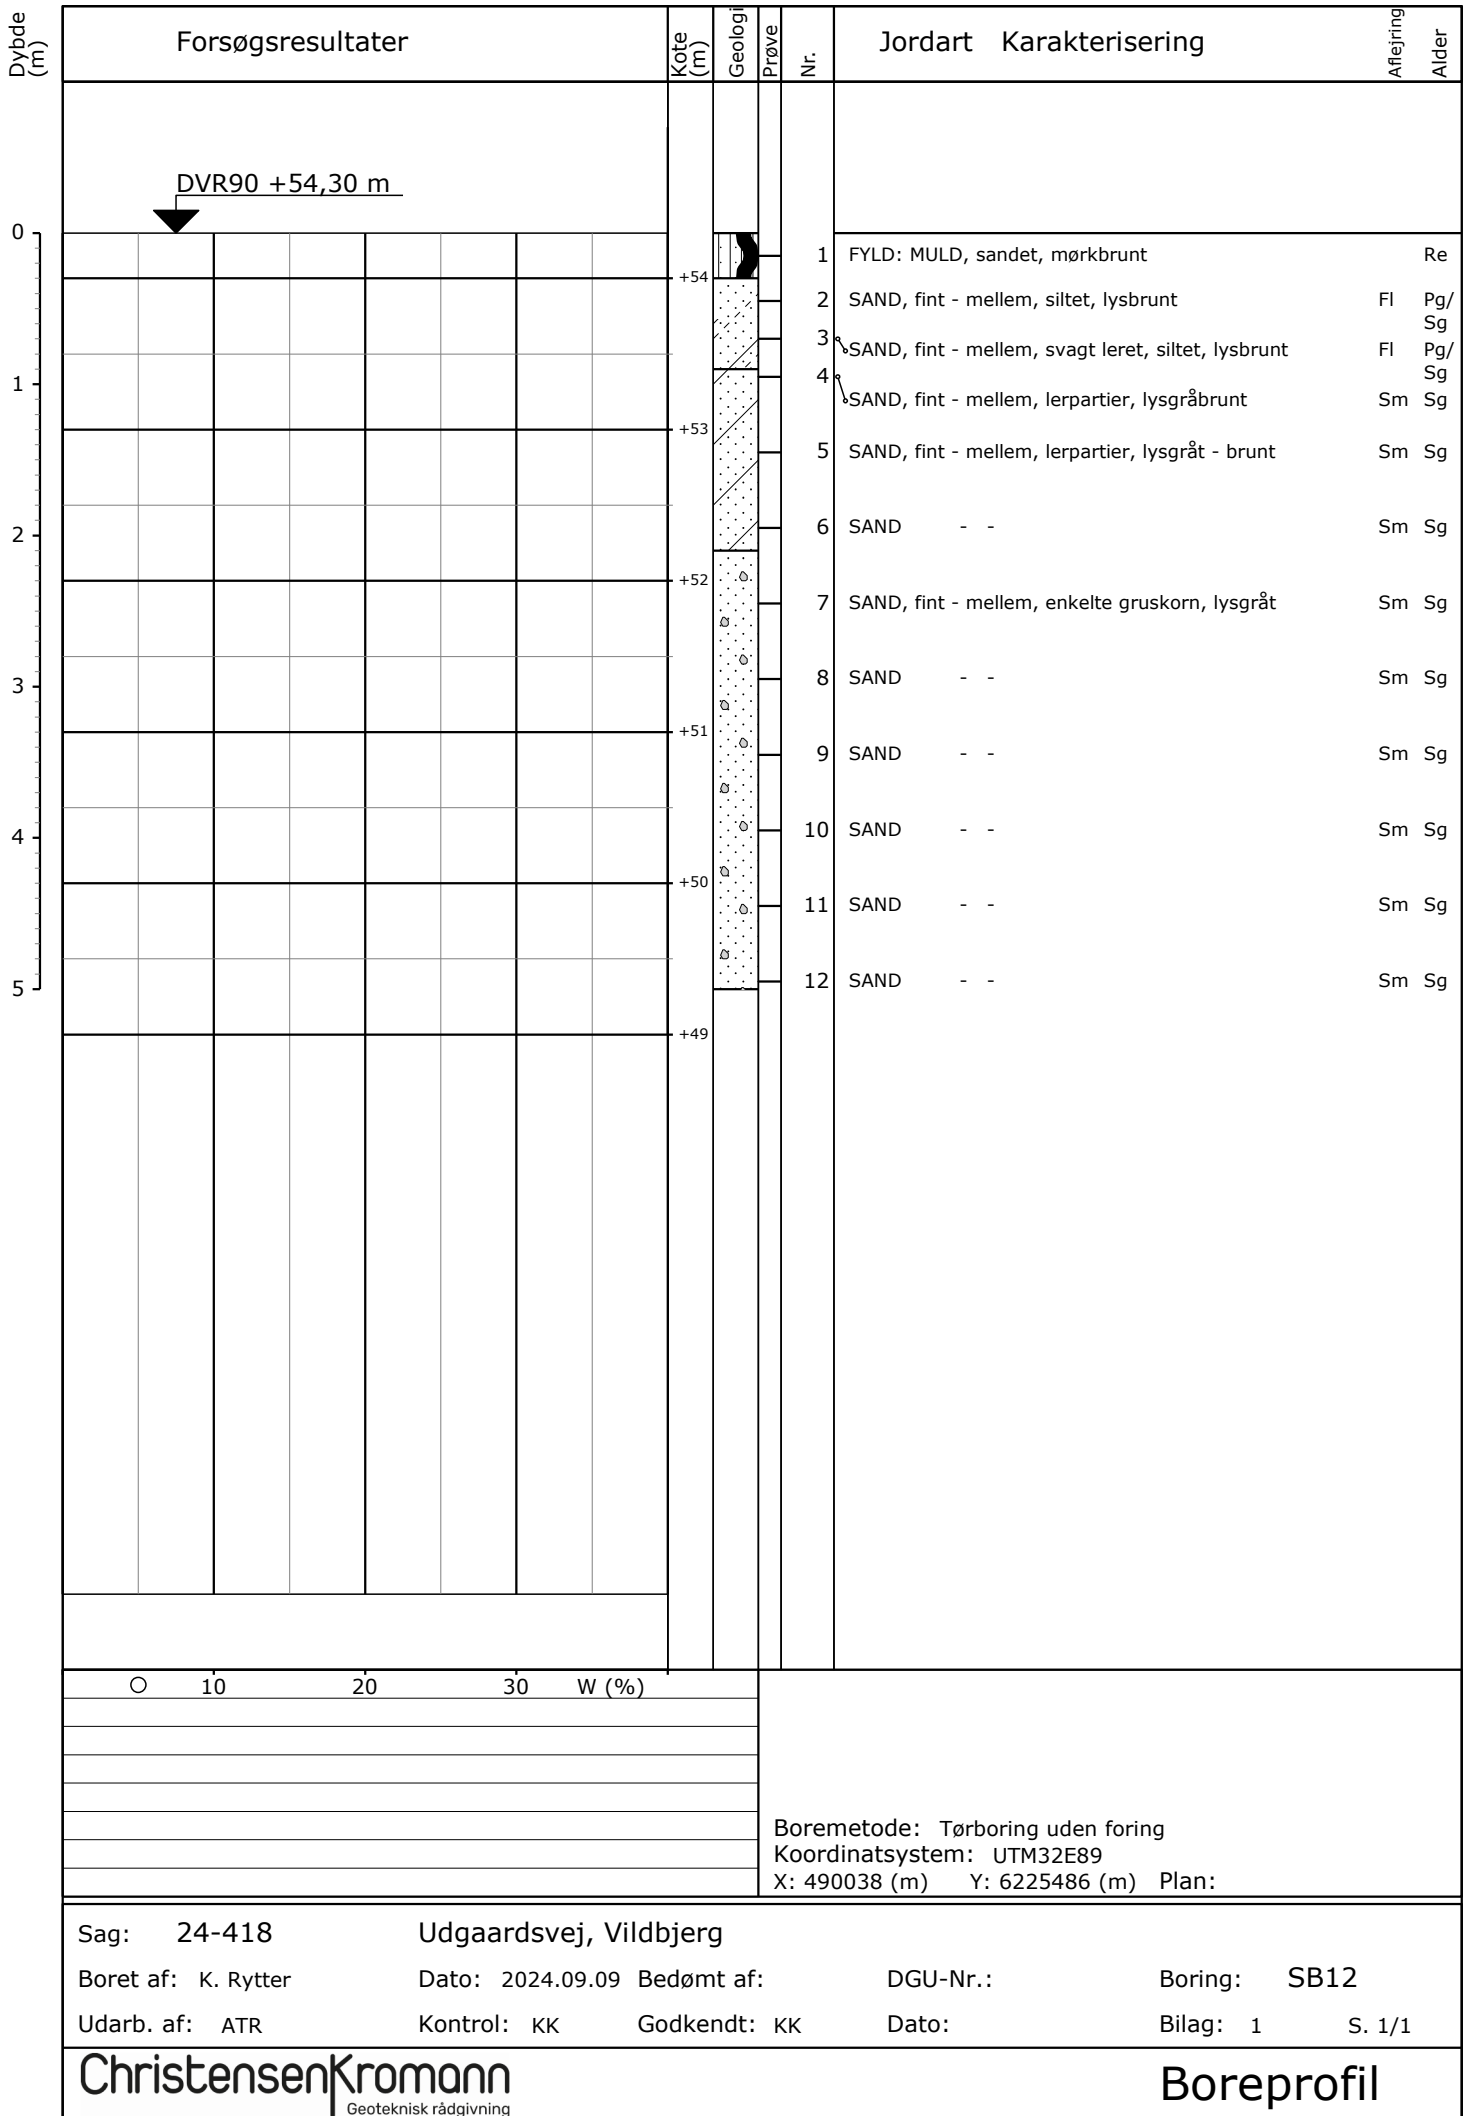 Dybde (m) Forsøgsresultater Kote (m) Geologi Prøve Nr. Jordart Karakterisering Aflejring Alder
DVR90 +54,30 m
0
1 FYLD: MULD, sandet, mørkbrunt Re
+54
2 SAND, fint - mellem, siltet, lysbrunt Fl Pg/
Sg
3 SAND, fint - mellem, svagt leret, siltet, lysbrunt Fl Pg/
Sg
1
4 SAND, fint - mellem, lerpartier, lysgråbrunt Sm Sg
+53
5 SAND, fint - mellem, lerpartier, lysgråt - brunt Sm Sg
2
6 SAND - - Sm Sg
+52
7 SAND, fint - mellem, enkelte gruskorn, lysgråt Sm Sg
3
8 SAND - - Sm Sg
+51
9 SAND - - Sm Sg
4
10 SAND - - Sm Sg
+50
11 SAND - - Sm Sg
5
12 SAND - - Sm Sg
+49
10 20 30 W (%)
Boremetode: Tørboring uden foring
Koordinatsystem: UTM32E89
X: 490038 (m) Y: 6225486 (m) Plan:
Sag: 24-418 Udgaardsvej, Vildbjerg
Boret af: K. Rytter Dato: 2024.09.09 Bedømt af: DGU-Nr.: Boring: SB12
Udarb. af: ATR Kontrol: KK Godkendt: KK Dato: Bilag: 1 S. 1/1
ChristensenKromann
Geoteknisk rådgivning
Boreprofil